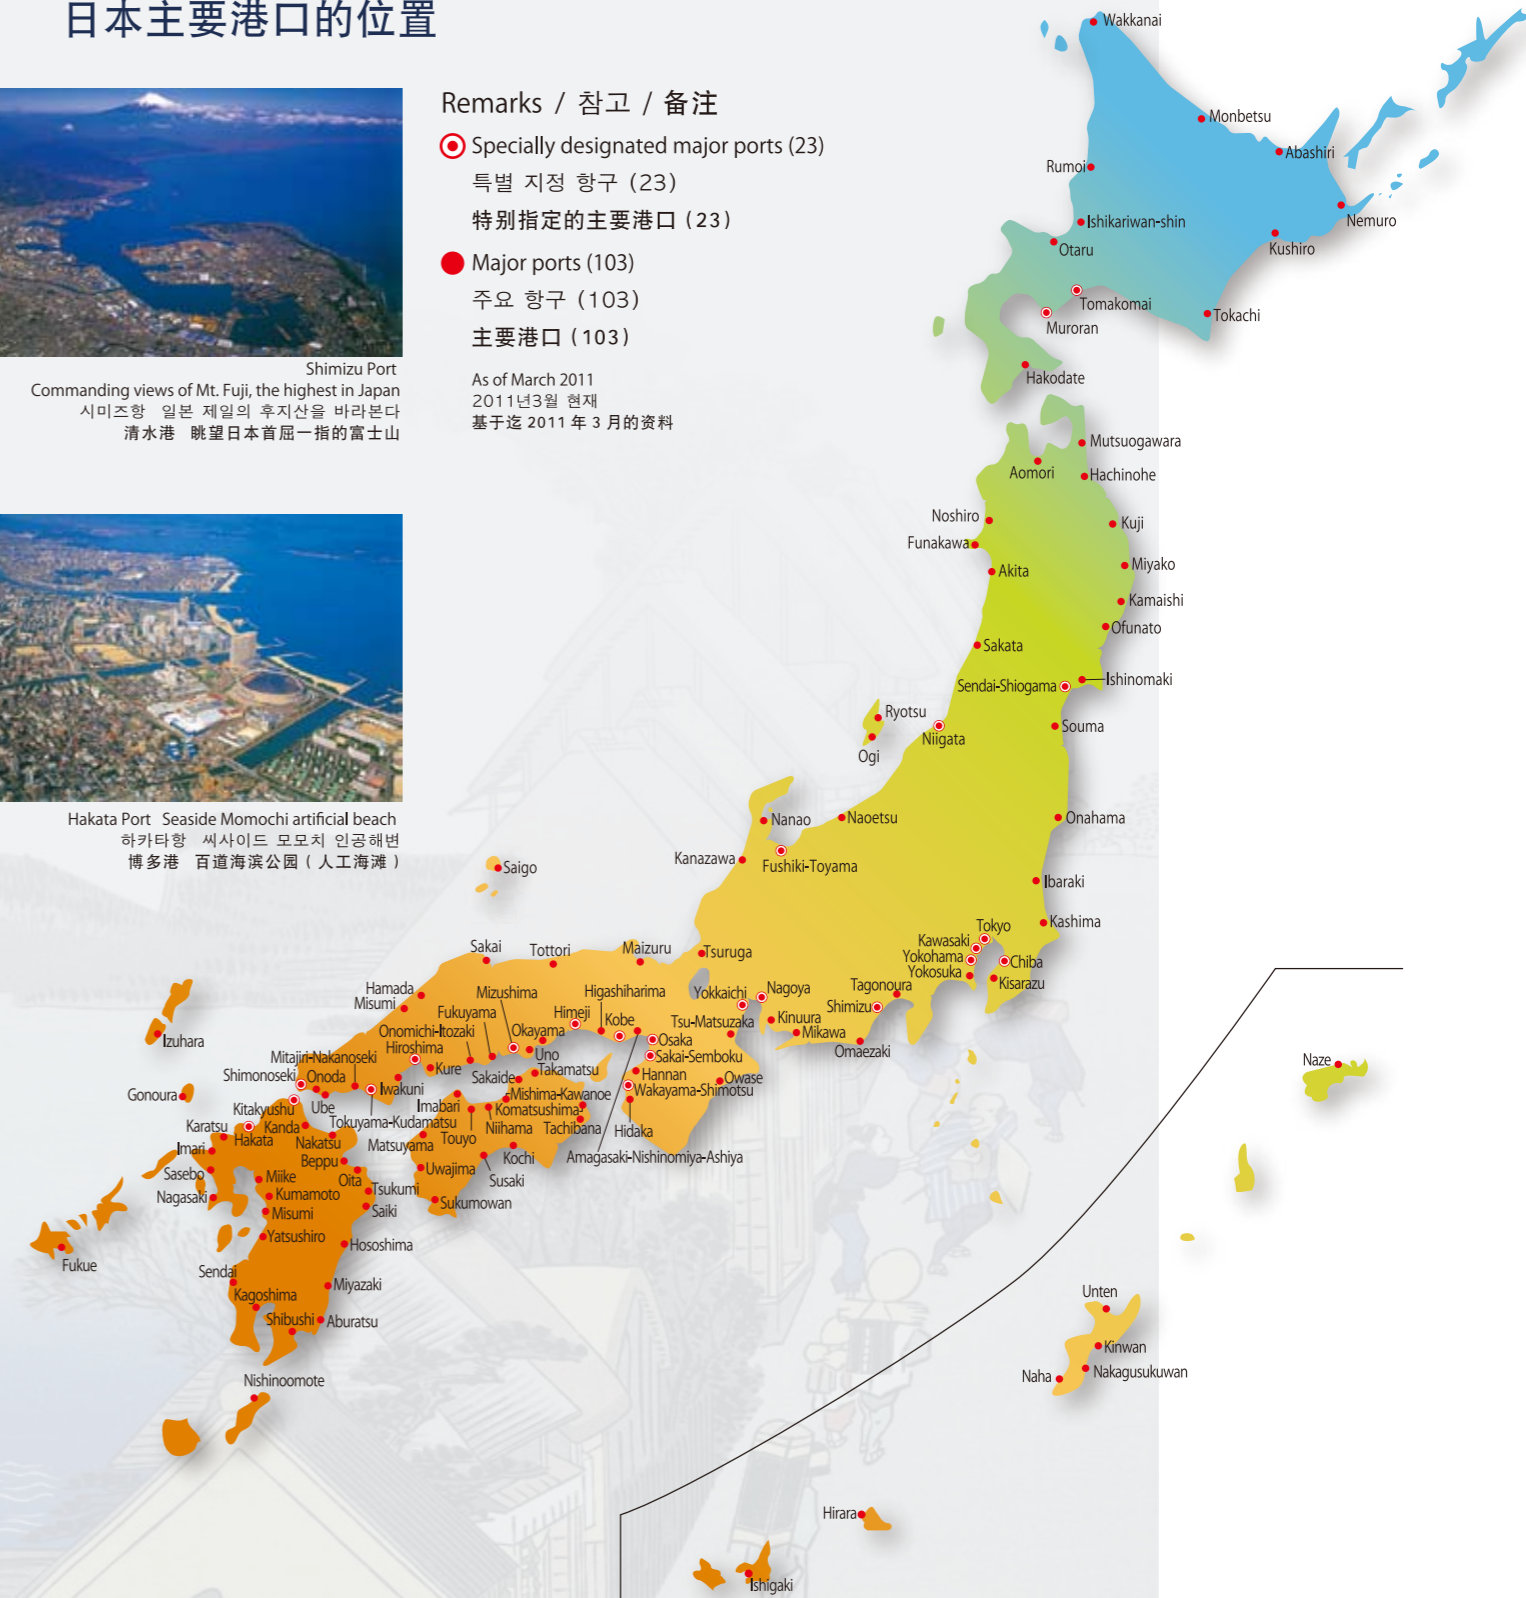 日本主要港口的位置
Remarks / 참고 / 备注
Specially designated major ports (23)
특별 지정 항구 (23)
特别指定的主要港口 (23)
Major ports (103)
주요 항구 (103)
主要港口 (103)
As of March 2011
2011년3월 현재
基于迄 2011 年 3 月的资料
Shimizu Port
Commanding views of Mt. Fuji, the highest in Japan
시미즈항 일본 제일의 후지산을 바라본다
清水港 眺望日本首屈一指的富士山
Hakata Port Seaside Momochi artificial beach
하카타항 씨사이드 모모치 인공해변
博多港 百道海滨公园 ( 人工海滩 )
Wakkanai
Monbetsu
Abashiri
Rumoi
Nemuro
Ishikariwan-shin
Kushiro
Otaru
Tomakomai
Tokachi
Muroran
Hakodate
Mutsuogawara
Aomori
Hachinohe
Noshiro
Kuji
Funakawa
Miyako
Akita
Kamaishi
Ofunato
Sakata
Ishinomaki
Sendai-Shiogama
Ryotsu
Souma
Niigata
Ogi
Nanao
Naoetsu
Onahama
Kanazawa
Fushiki-Toyama
Saigo
Ibaraki
Kashima
Tokyo
Kawasaki
Yokohama
Chiba
Yokosuka
Kisarazu
Sakai
Tottori
Maizuru
Tsuruga
Tagonoura
Shimizu
Hamada
Misumi
Mizushima
Higashiharima
Yokkaichi
Nagoya
Fukuyama
Himeji
Kobe
Tsu-Matsuzaka
Kinuura
Mikawa
Omaezaki
Onomichi-Itozaki
Okayama
Osaka
Izuhara
Hiroshima
Uno
Sakai-Semboku
Mitajiri-Nakanoseki
Kure
Takamatsu
Hannan
Owase
Naze
Shimonoseki
Onoda
Iwakuni
Sakaide
Wakayama-Shimotsu
Gonoura
Mishima-Kawanoe
Kitakyushu
Ube
Imabari
Komatsushima
Tokuyama-Kudamatsu
Niihama
Tachibana
Hidaka
Karatsu
Kanda
Hakata
Nakatsu
Matsuyama
Touyo
Imari
Kochi
Amagasaki-Nishinomiya-Ashiya
Beppu
Uwajima
Sasebo
Miike
Oita
Susaki
Nagasaki
Kumamoto
Tsukumi
Sukumowan
Misumi
Saiki
Yatsushiro
Hososhima
Fukue
Sendai
Miyazaki
Kagoshima
Shibushi
Aburatsu
Unten
Kinwan
Naha
Nakagusukuwan
Nishinoomote
Hirara
Ishigaki